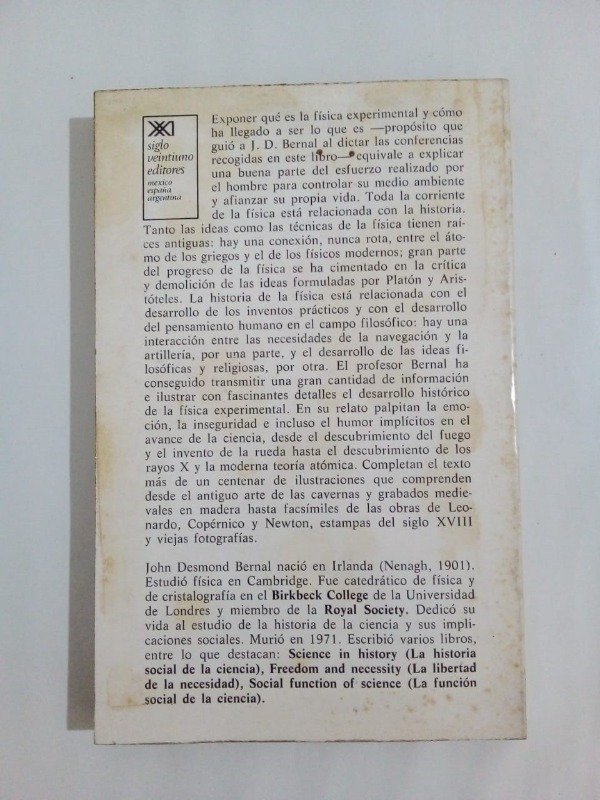 siglo
veintiuno
editores
mexico
españa
argentina
Exponer qué es la física experimental y cómo
ha llegado a ser lo que es —propósito que
guió a J. D. Bernal al dictar las conferencias
recogidas en este libro— equivale a explicar
una buena parte del esfuerzo realizado por
el hombre para controlar su medio ambiente
y afianzar su propia vida. Toda la corriente
de la física está relacionada con la historia.
Tanto las ideas como las técnicas de la física tienen raí-
ces antiguas: hay una conexión, nunca rota, entre el áto-
mo de los griegos y el de los físicos modernos; gran parte
del progreso de la física se ha cimentado en la crítica
y demolición de las ideas formuladas por Platón y Aris-
tóteles. La historia de la física está relacionada con el
desarrollo de los inventos prácticos y con el desarrollo
del pensamiento humano en el campo filosófico: hay una
interacción entre las necesidades de la navegación y la
artillería, por una parte, y el desarrollo de las ideas fi-
losóficas y religiosas, por otra. El profesor Bernal ha
conseguido transmitir una gran cantidad de información
e ilustrar con fascinantes detalles el desarrollo histórico
de la física experimental. En su relato palpitan la emo-
ción, la inseguridad e incluso el humor implícitos en el
avance de la ciencia, desde el descubrimiento del fuego
y el invento de la rueda hasta el descubrimiento de los
rayos X y la moderna teoría atómica. Completan el texto
más de un centenar de ilustraciones que comprenden
desde el antiguo arte de las cavernas y grabados medie-
vales en madera hasta facsímiles de las obras de Leo-
nardo, Copérnico y Newton, estampas del siglo XVIII
y viejas fotografías.
John Desmond Bernal nació en Irlanda (Nenagh, 1901).
Estudió física en Cambridge. Fue catedrático de física y
de cristalografía en el Birkbeck College de la Universidad
de Londres y miembro de la Royal Society. Dedicó su
vida al estudio de la historia de la ciencia y sus impli-
caciones sociales. Murió en 1971. Escribió varios libros,
entre lo que destacan: Science in history (La historia
social de la ciencia), Freedom and necessity (La libertad
de la necesidad), Social function of science (La función
social de la ciencia).